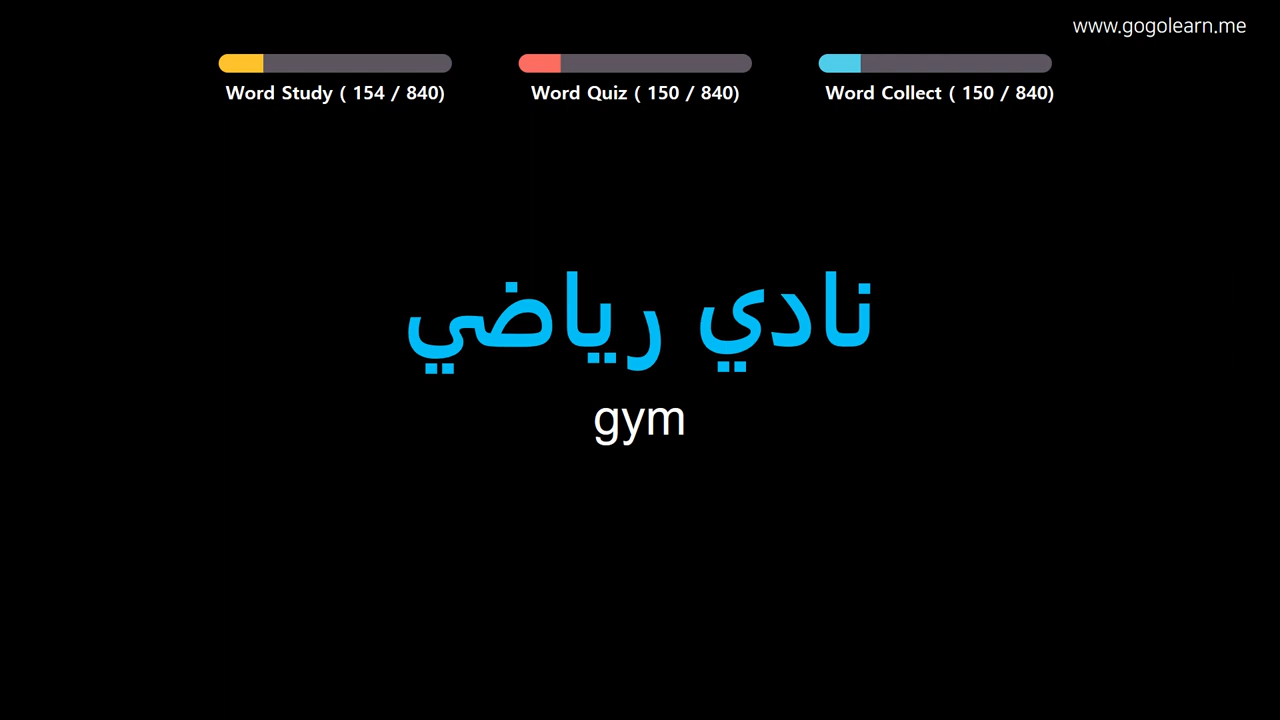 www.gogolearn.me
Word Study ( 154 / 840)
Word Quiz ( 150 / 840)
Word Collect ( 150 / 840)
نادي رياضي
gym